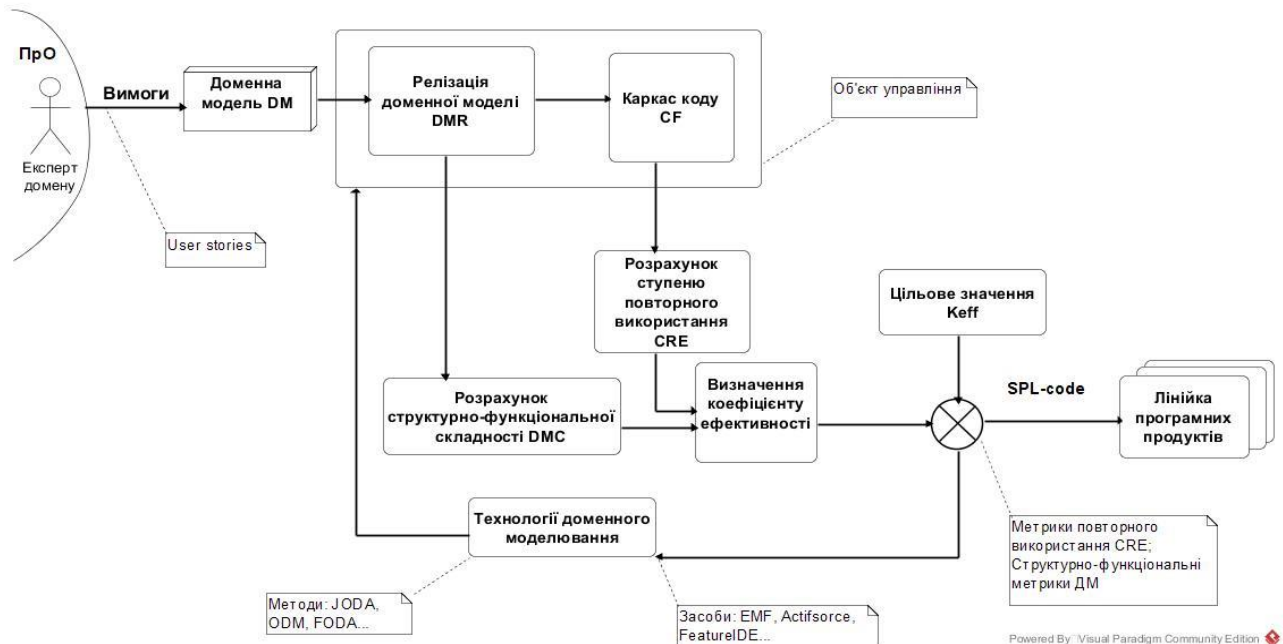 ПрО
Експерт
домену
Вимоги
Доменна
модель DM
Релізація
доменної моделі
DMR
Каркас коду
CF
Об'єкт управління
User stories
Розрахунок
ступеню
повторного
використання
CRE
Цільове значення
Keff
Розрахунок
структурно-функціональної
складності DMC
Визначення
коефіцієнту
ефективності
SPL-code
Лінійка
програмних
продуктів
Технології доменного
моделювання
Метрики повторного
використання CRE;
Структурно-функціональні
метрики ДМ
Методи: JODA,
ODM, FODA...
Засоби: EMF, Actifsorce,
FeatureIDE...
Powered By Visual Paradigm Community Edition